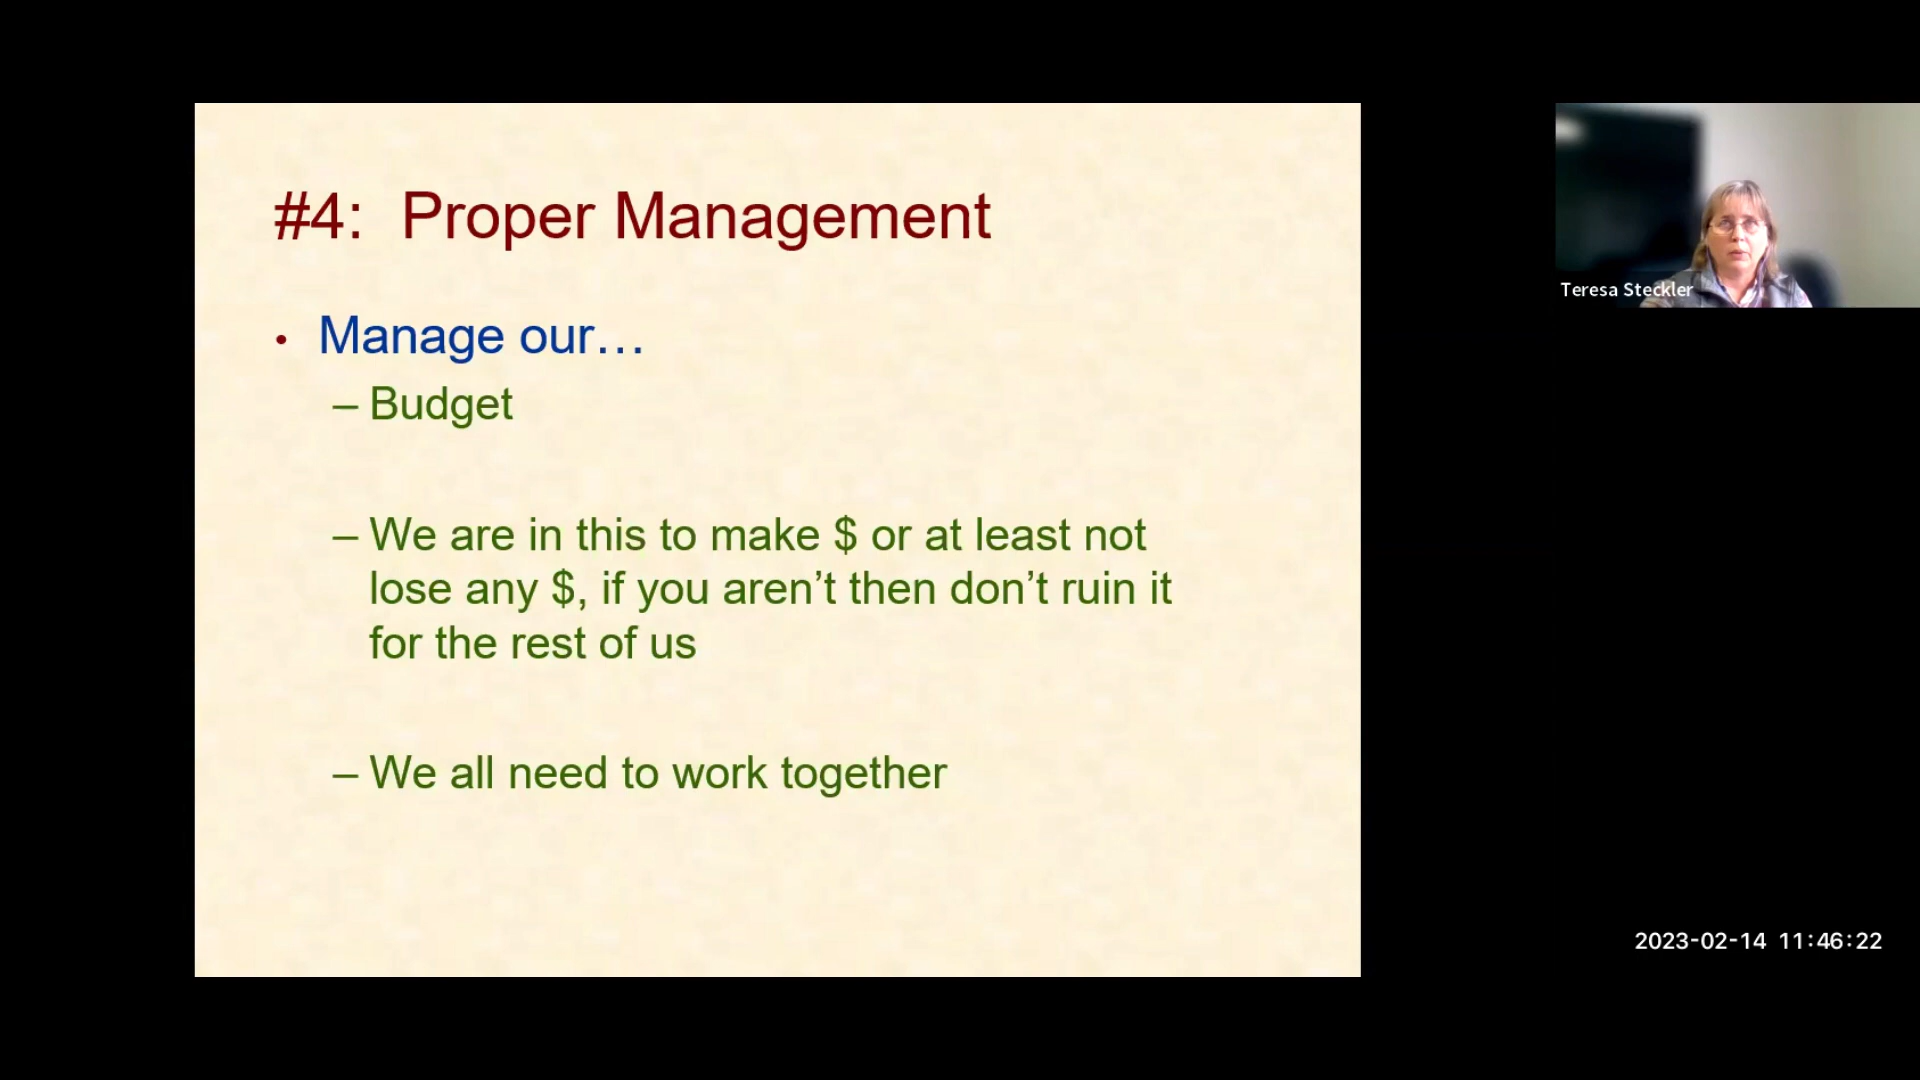 #4: Proper Management
• Manage our…
– Budget
– We are in this to make $ or at least not
lose any $, if you aren’t then don’t ruin it
for the rest of us
– We all need to work together
Teresa Steckler
2023-02-14 11:46:22